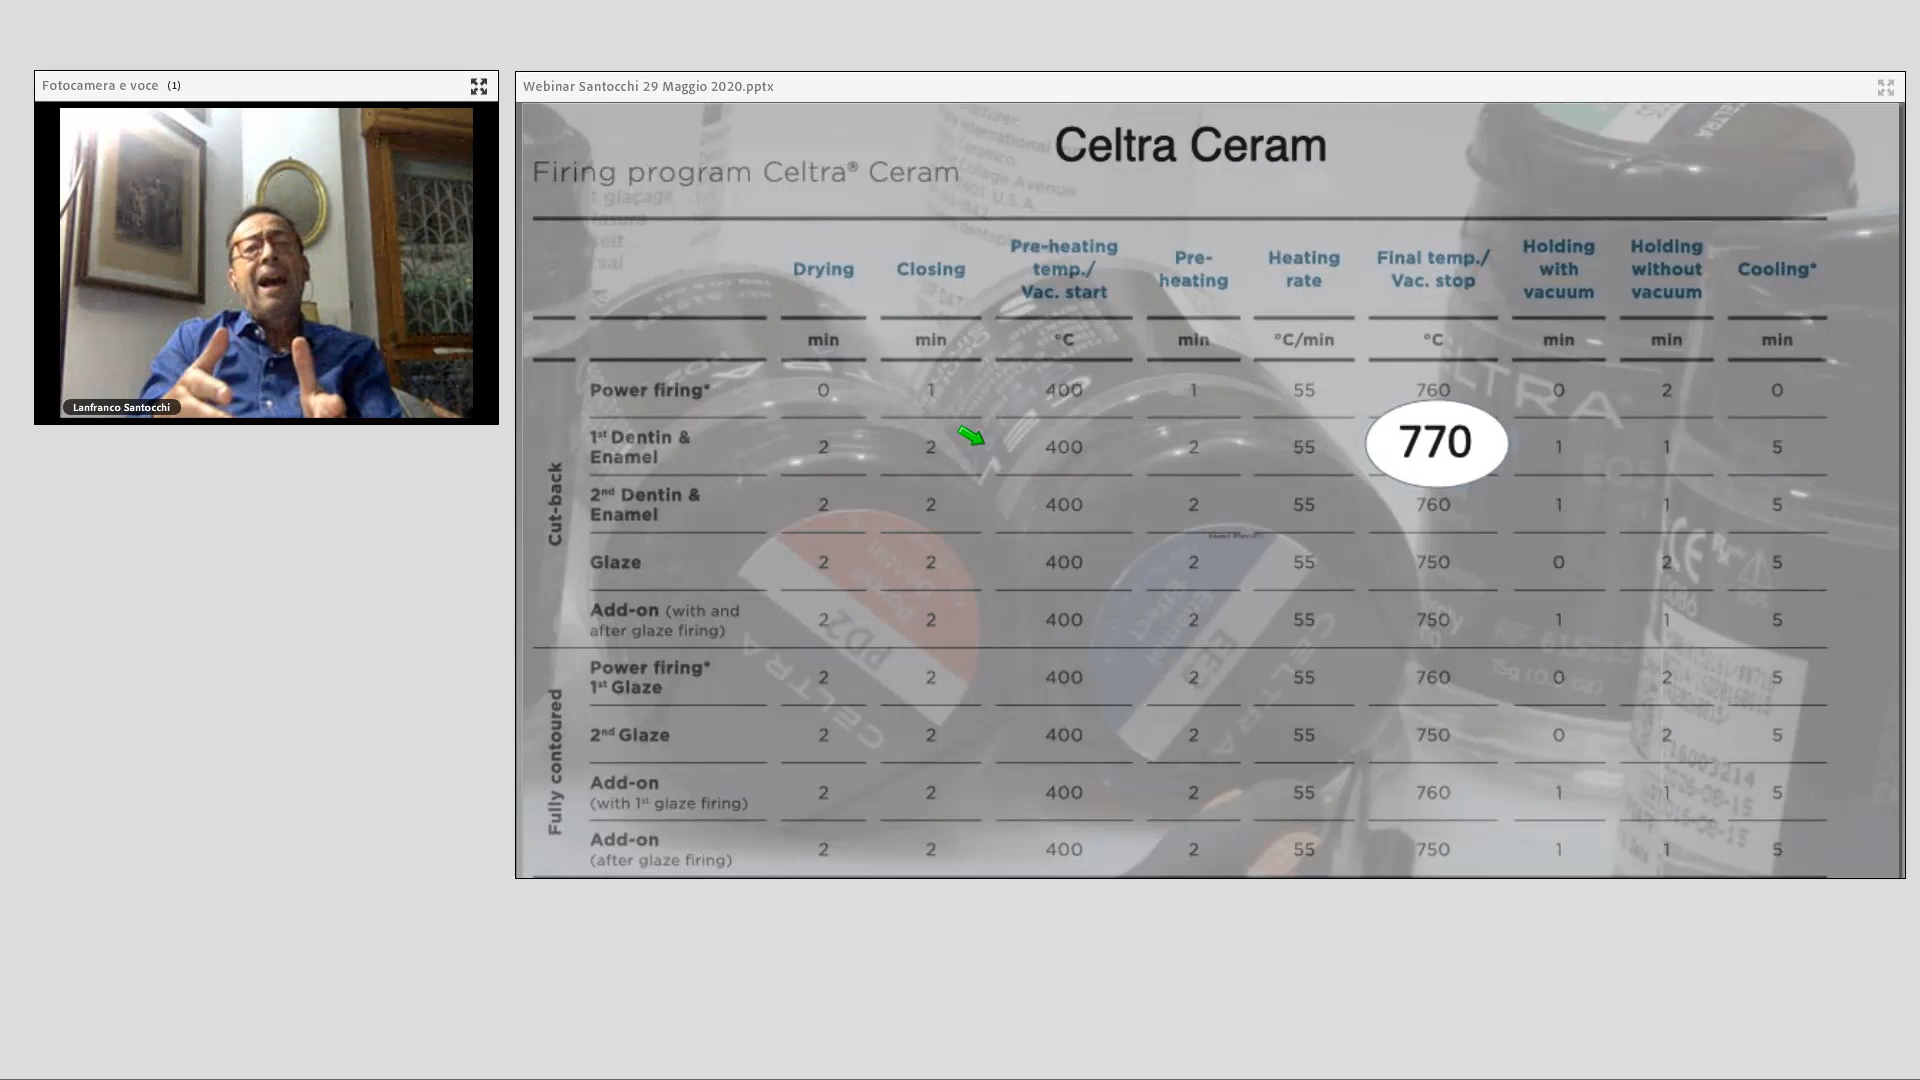 Fotocamera e voce (1)
Lanfranco Santocchi
Webinar Santocchi 29 Maggio 2020.pptx
Celtra Ceram
Firing program Celtra® Ceram
Drying Closing Pre-heating temp./ Vac. start Pre-heating Heating rate Final temp./ Vac. stop Holding with vacuum Holding without vacuum Cooling*
min min °C min °C/min °C min min min
Cut-back
Power firing* 0 1 400 1 55 760 0 2 0
1st Dentin & Enamel 2 2 400 2 55 770 1 1 5
2nd Dentin & Enamel 2 2 400 2 55 760 1 1 5
Glaze 2 2 400 2 55 750 0 2 5
Add-on (with and after glaze firing) 2 2 400 2 55 750 1 1 5
Fully contoured
Power firing* 1st Glaze 2 2 400 2 55 760 0 2 5
2nd Glaze 2 2 400 2 55 750 0 2 5
Add-on (with 1st glaze firing) 2 2 400 2 55 760 1 1 5
Add-on (after glaze firing) 2 2 400 2 55 750 1 1 5
PD2
CELTRA
EE3
CELTRA